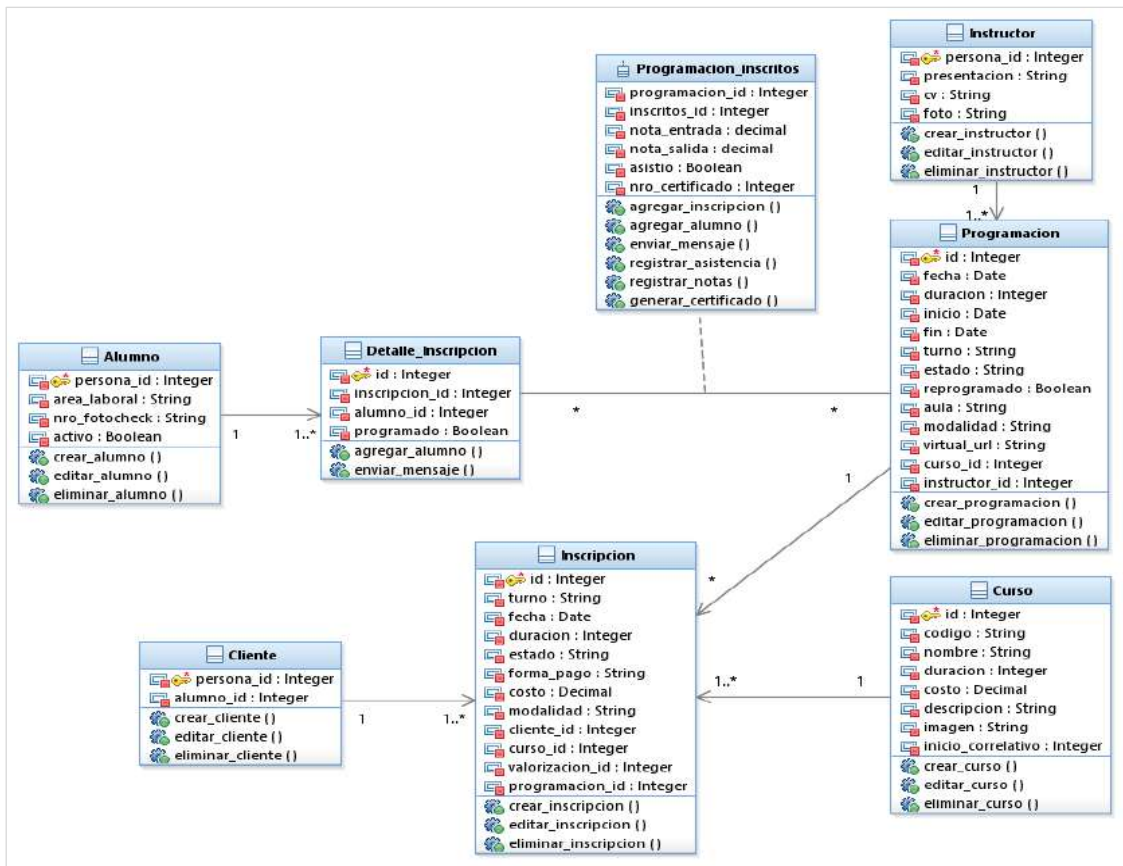 Instructor
persona_id : Integer
presentacion : String
cv : String
foto : String
crear_instructor ()
editar_instructor ()
eliminar_instructor ()
1
1..*
Programacion_inscritos
programacion_id : Integer
inscritos_id : Integer
nota_entrada : decimal
nota_salida : decimal
asistio : Boolean
nro_certificado : Integer
agregar_inscripcion ()
agregar_alumno ()
enviar_mensaje ()
registrar_asistencia ()
registrar_notas ()
generar_certificado ()
Programacion
id : Integer
fecha : Date
duracion : Integer
inicio : Date
fin : Date
turno : String
estado : String
reprogramado : Boolean
aula : String
modalidad : String
virtual_url : String
curso_id : Integer
instructor_id : Integer
crear_programacion ()
editar_programacion ()
eliminar_programacion ()
Alumno
persona_id : Integer
area_laboral : String
nro_fotocheck : String
activo : Boolean
crear_alumno ()
editar_alumno ()
eliminar_alumno ()
1
1..*
Detalle_Inscripcion
id : Integer
inscripcion_id : Integer
alumno_id : Integer
programado : Boolean
agregar_alumno ()
enviar_mensaje ()
*
*
1
*
Inscripcion
id : Integer
turno : String
fecha : Date
duracion : Integer
estado : String
forma_pago : String
costo : Decimal
modalidad : String
cliente_id : Integer
curso_id : Integer
valorizacion_id : Integer
programacion_id : Integer
crear_inscripcion ()
editar_inscripcion ()
eliminar_inscripcion ()
Cliente
persona_id : Integer
alumno_id : Integer
crear_cliente ()
editar_cliente ()
eliminar_cliente ()
1
1..*
1..*
1
Curso
id : Integer
codigo : String
nombre : String
duracion : Integer
costo : Decimal
descripcion : String
imagen : String
inicio_correlativo : Integer
crear_curso ()
editar_curso ()
eliminar_curso ()